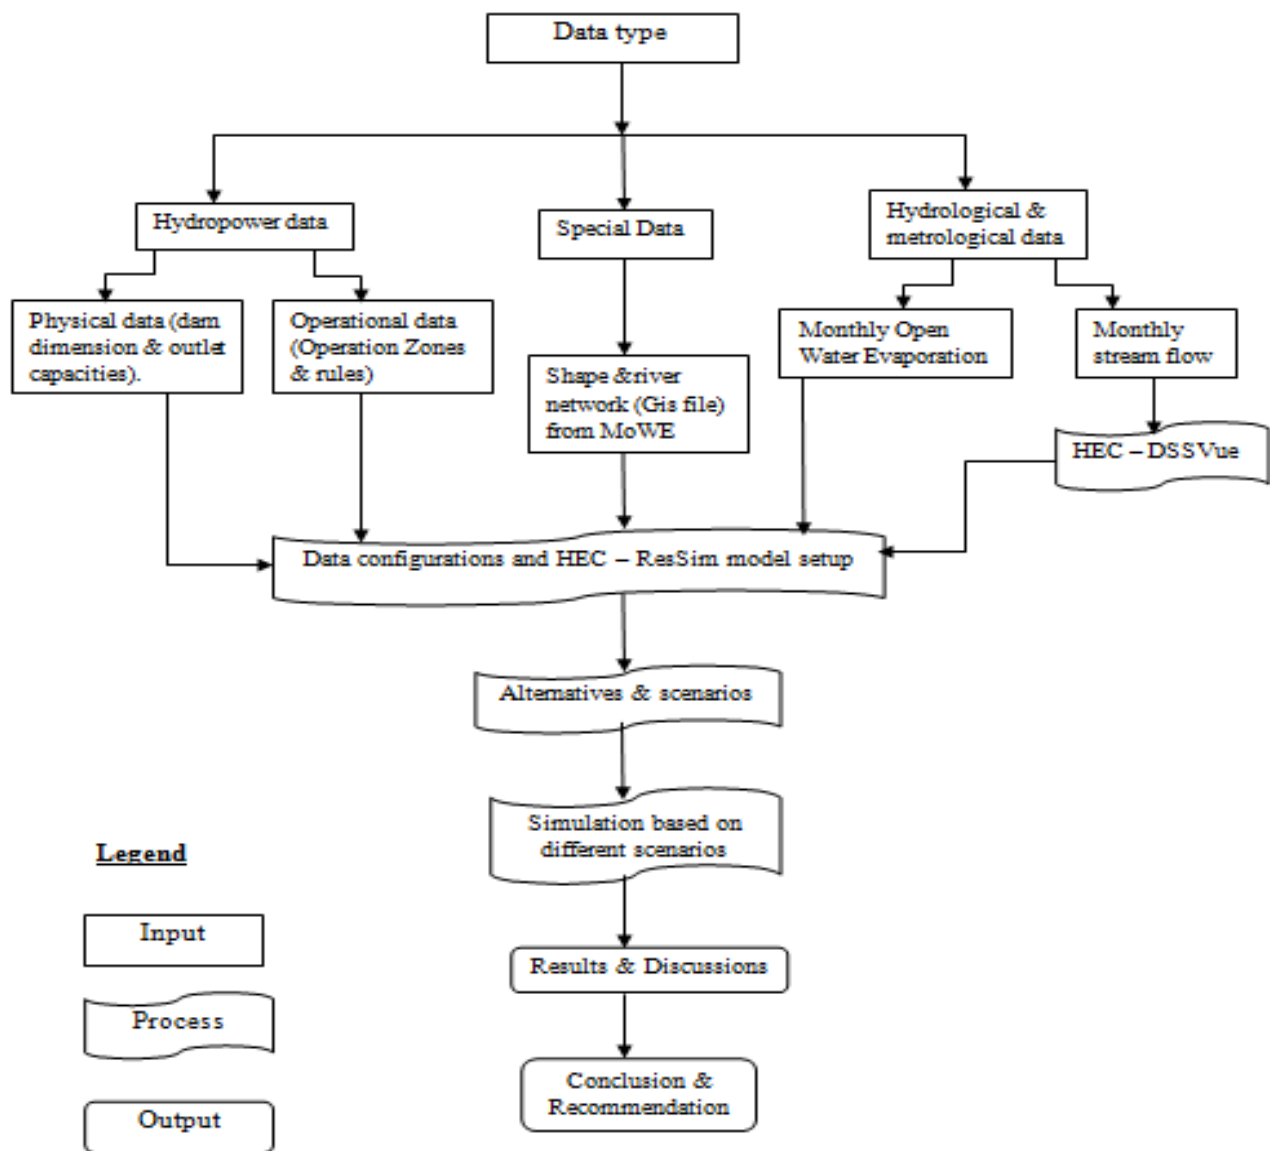 Data type
Hydropower data
Special Data
Hydrological &
metrological data
Physical data (dam
dimension & outlet
capacities).
Operational data
(Operation Zones
& rules)
Shape &river
network (Gis file)
from MoWE
Monthly Open
Water Evaporation
Monthly
stream flow
HEC – DSSVue
Data configurations and HEC – ResSim model setup
Alternatives & scenarios
Simulation based on
different scenarios
Results & Discussions
Conclusion &
Recommendation
Legend
Input
Process
Output